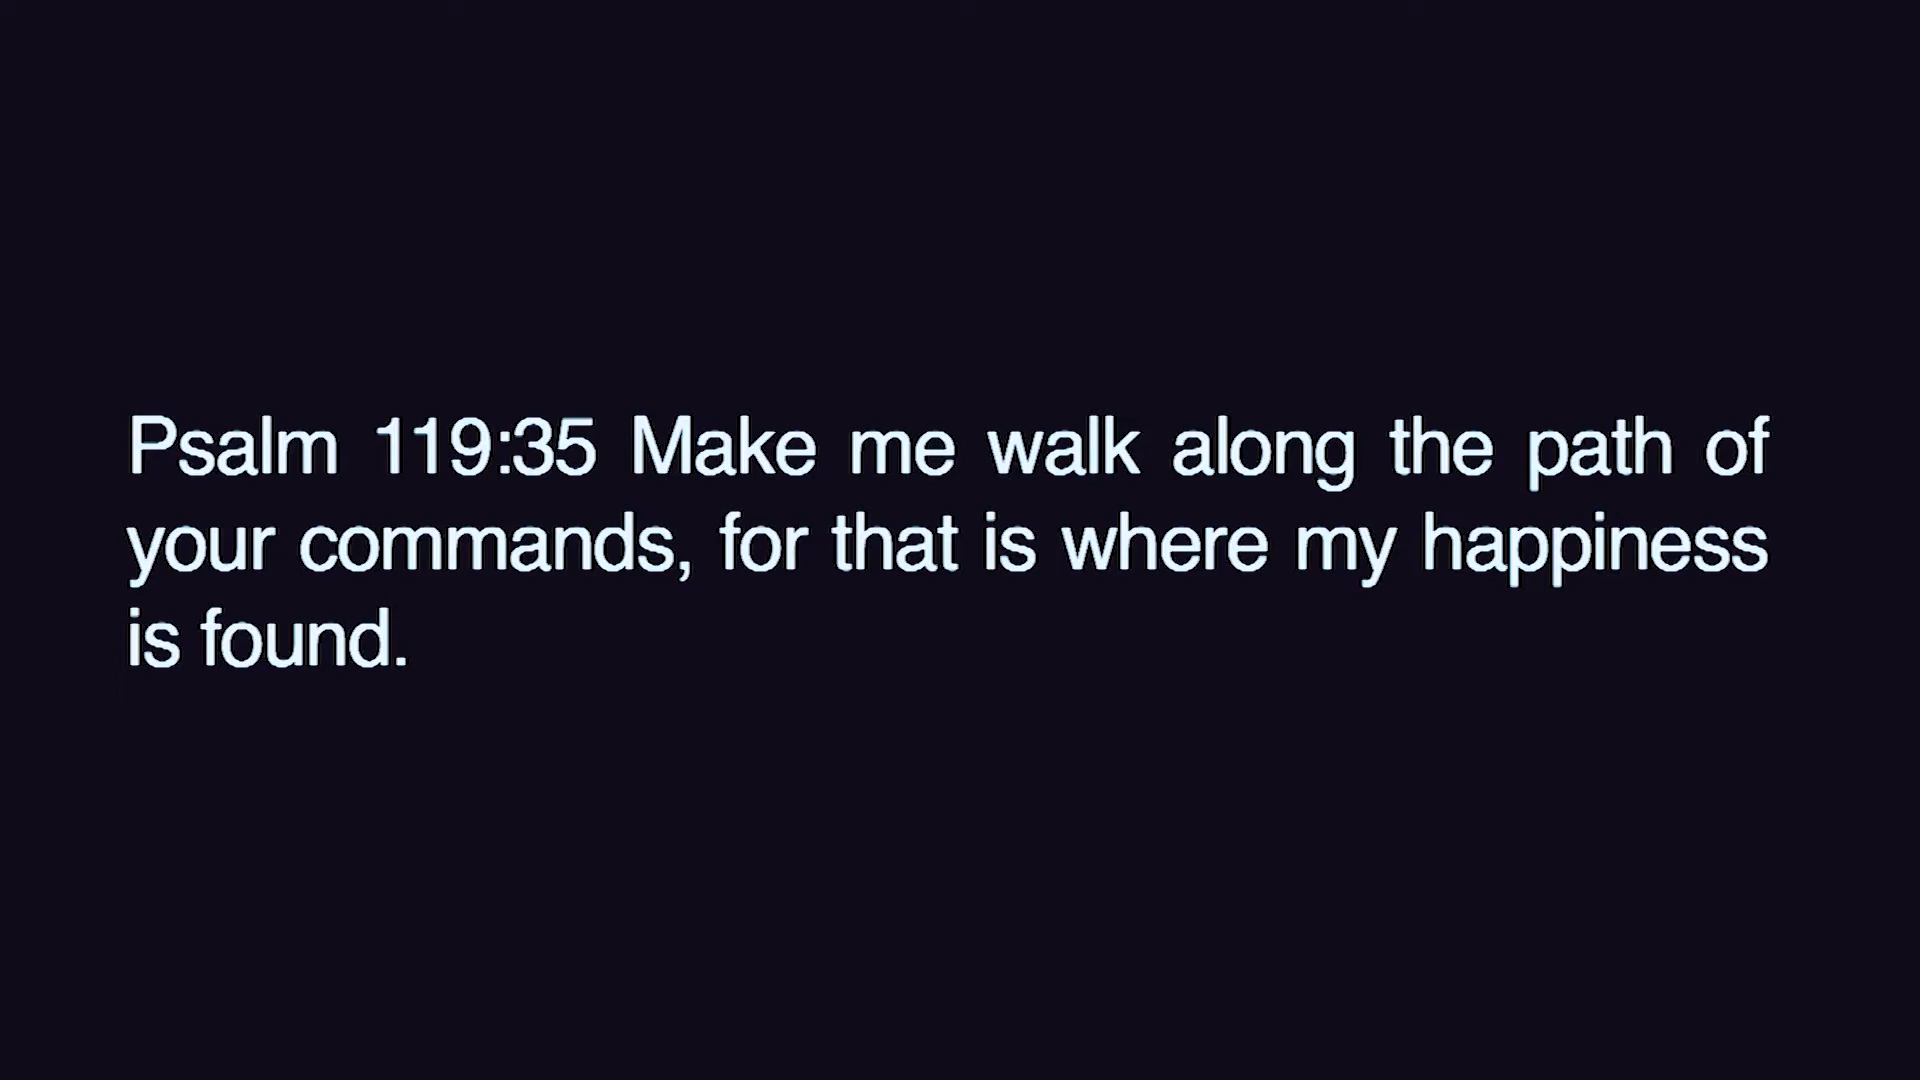 Psalm 119:35 Make me walk along the path of
your commands, for that is where my happiness
is found.